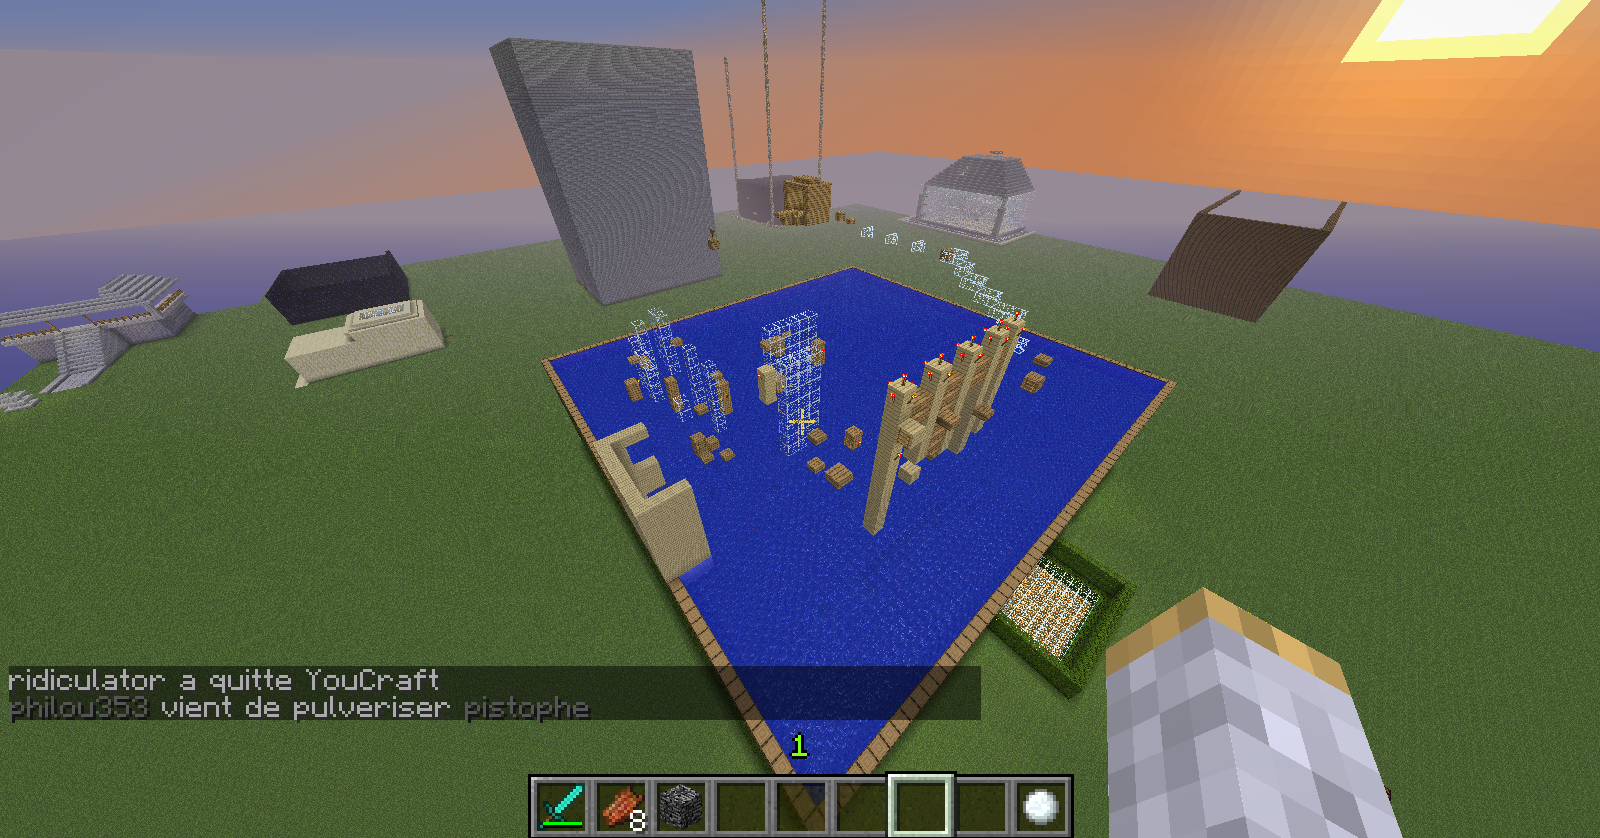 ridiculator a quitte YouCraft
philou353 vient de pulveriser pistophe
1
8